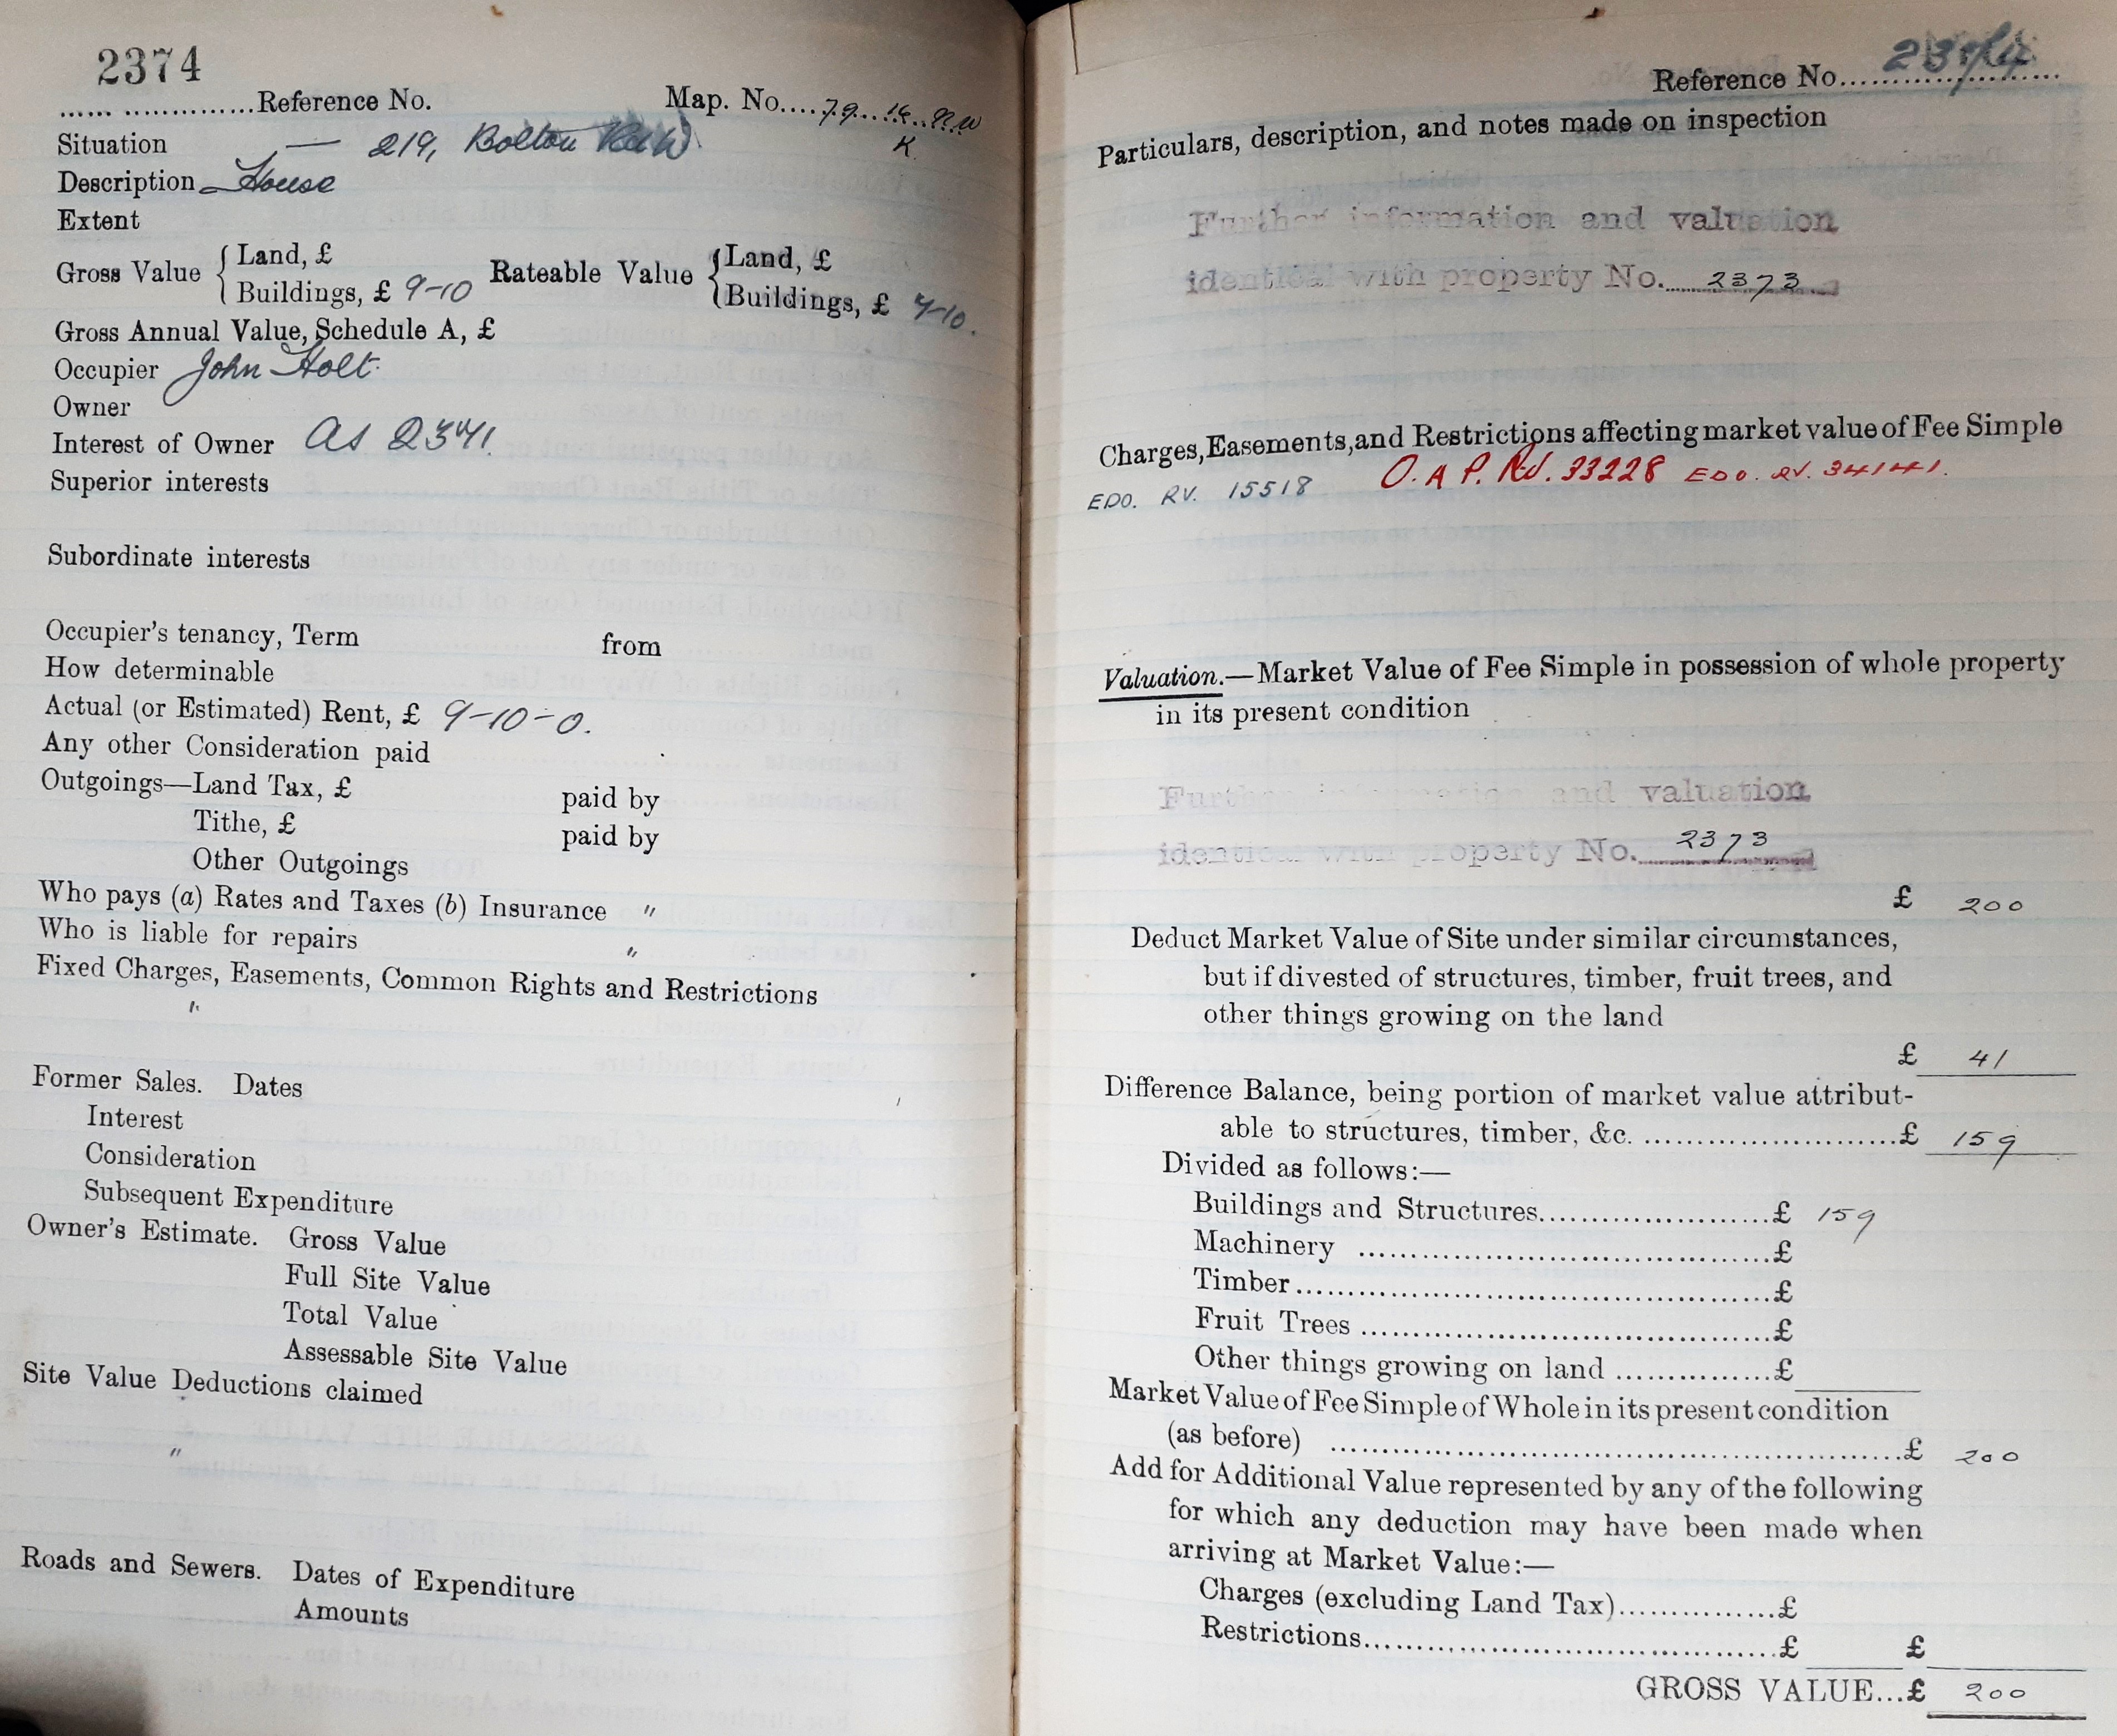 2374
...... ...............Reference No. Map. No....79...14...N.W
K.
Situation — 219, Bolton Rd W.
Description — House
Extent
Gross Value { Land, £ Rateable Value { Land, £
Buildings, £ 9-10 Buildings, £ 7-10.
Gross Annual Value, Schedule A, £
Occupier John Holt.
Owner
Interest of Owner As 2341.
Superior interests
Subordinate interests
Occupier's tenancy, Term from
How determinable
Actual (or Estimated) Rent, £ 9-10-0.
Any other Consideration paid
Outgoings—Land Tax, £ paid by
Tithe, £ paid by
Other Outgoings
Who pays (a) Rates and Taxes (b) Insurance "
Who is liable for repairs "
Fixed Charges, Easements, Common Rights and Restrictions
"
Former Sales. Dates
Interest
Consideration
Subsequent Expenditure
Owner's Estimate. Gross Value
Full Site Value
Total Value
Assessable Site Value
Site Value Deductions claimed
"
Roads and Sewers. Dates of Expenditure
Amounts
Reference No. 2374
Particulars, description, and notes made on inspection
Further information and valuation
identical with property No. 2373
Charges, Easements, and Restrictions affecting market value of Fee Simple
EDO. RV. 15518 O.A.P. Rd. 33228 EDO. RV. 34141.
Valuation.—Market Value of Fee Simple in possession of whole property
in its present condition
Further information and valuation
identical with property No. 2373
£ 200
Deduct Market Value of Site under similar circumstances,
but if divested of structures, timber, fruit trees, and
other things growing on the land
£ 41
Difference Balance, being portion of market value attribut-
able to structures, timber, &c. ..........................£ 159
Divided as follows:—
Buildings and Structures........................£ 159
Machinery ...........................................£
Timber..................................................£
Fruit Trees ...........................................£
Other things growing on land ................£
Market Value of Fee Simple of Whole in its present condition
(as before) ............................................................£ 200
Add for Additional Value represented by any of the following
for which any deduction may have been made when
arriving at Market Value:—
Charges (excluding Land Tax)................£
Restrictions...........................................£ £
GROSS VALUE...£ 200